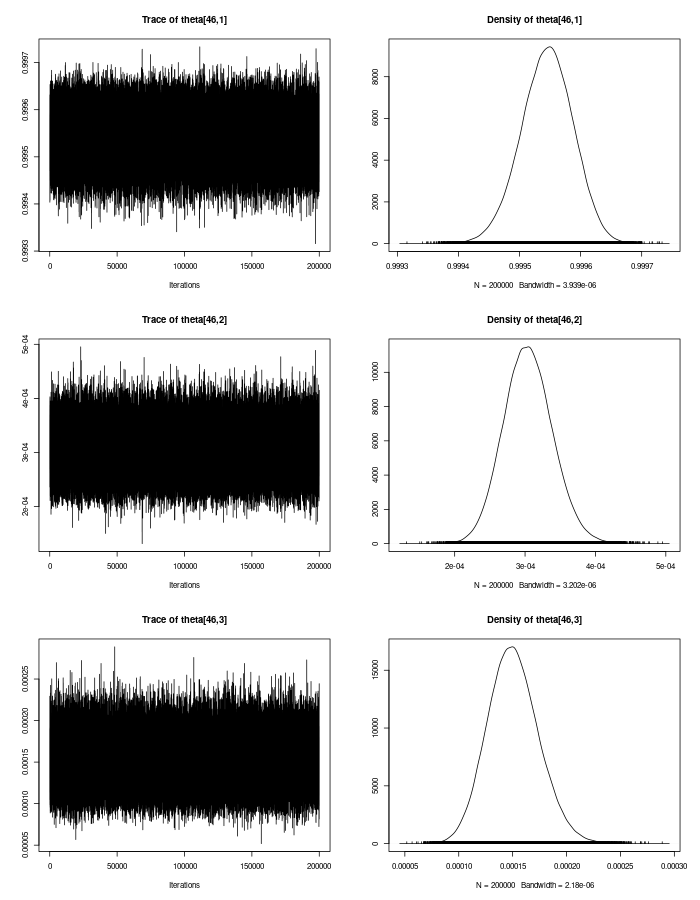 Trace of theta[46,1]
0.9993 0.9994 0.9995 0.9996 0.9997
0 50000 100000 150000 200000
Iterations
Density of theta[46,1]
0 2000 4000 6000 8000
0.9993 0.9994 0.9995 0.9996 0.9997
N = 200000 Bandwidth = 3.939e-06
Trace of theta[46,2]
2e-04 3e-04 4e-04 5e-04
0 50000 100000 150000 200000
Iterations
Density of theta[46,2]
0 2000 4000 6000 8000 10000
2e-04 3e-04 4e-04 5e-04
N = 200000 Bandwidth = 3.202e-06
Trace of theta[46,3]
0.00005 0.00010 0.00015 0.00020 0.00025
0 50000 100000 150000 200000
Iterations
Density of theta[46,3]
0 5000 10000 15000
0.00005 0.00010 0.00015 0.00020 0.00025 0.00030
N = 200000 Bandwidth = 2.18e-06